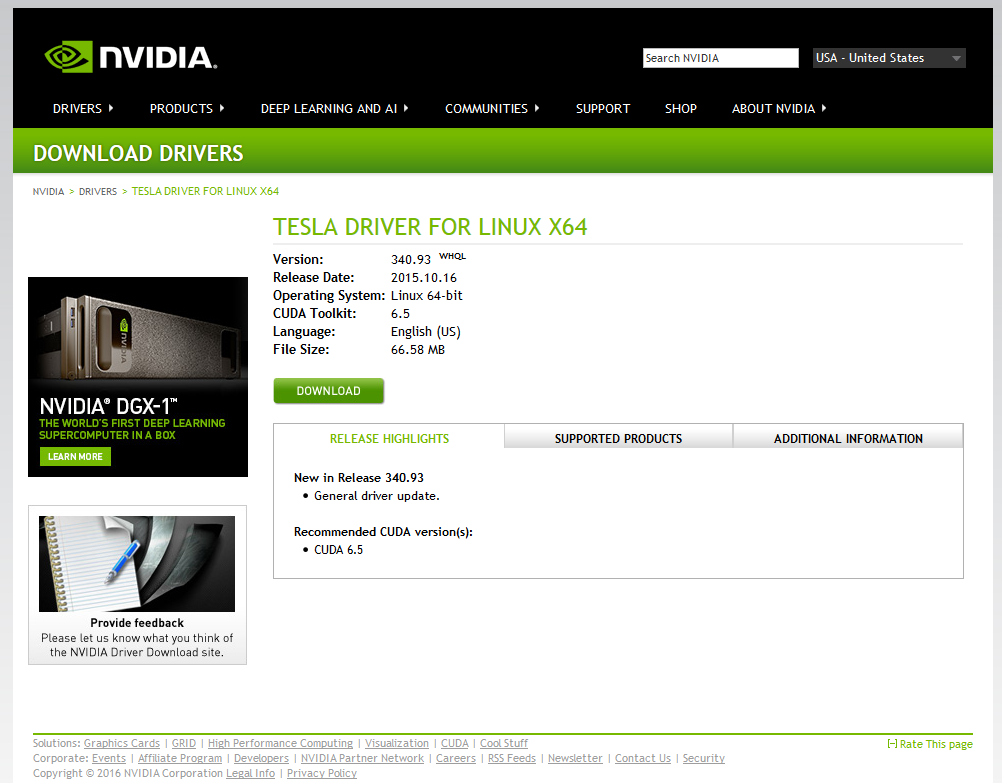 NVIDIA.
Search NVIDIA
USA - United States
DRIVERS
PRODUCTS
DEEP LEARNING AND AI
COMMUNITIES
SUPPORT
SHOP
ABOUT NVIDIA
DOWNLOAD DRIVERS
NVIDIA > DRIVERS > TESLA DRIVER FOR LINUX X64
TESLA DRIVER FOR LINUX X64
Version: 340.93 WHQL
Release Date: 2015.10.16
Operating System: Linux 64-bit
CUDA Toolkit: 6.5
Language: English (US)
File Size: 66.58 MB
DOWNLOAD
NVIDIA
NVIDIA® DGX-1™
THE WORLD'S FIRST DEEP LEARNING
SUPERCOMPUTER IN A BOX
LEARN MORE
RELEASE HIGHLIGHTS
SUPPORTED PRODUCTS
ADDITIONAL INFORMATION
New in Release 340.93
• General driver update.
Recommended CUDA version(s):
• CUDA 6.5
Provide feedback
Please let us know what you think of
the NVIDIA Driver Download site.
Solutions: Graphics Cards | GRID | High Performance Computing | Visualization | CUDA | Cool Stuff
[-] Rate This page
Corporate: Events | Affiliate Program | Developers | NVIDIA Partner Network | Careers | RSS Feeds | Newsletter | Contact Us | Security
Copyright © 2016 NVIDIA Corporation Legal Info | Privacy Policy